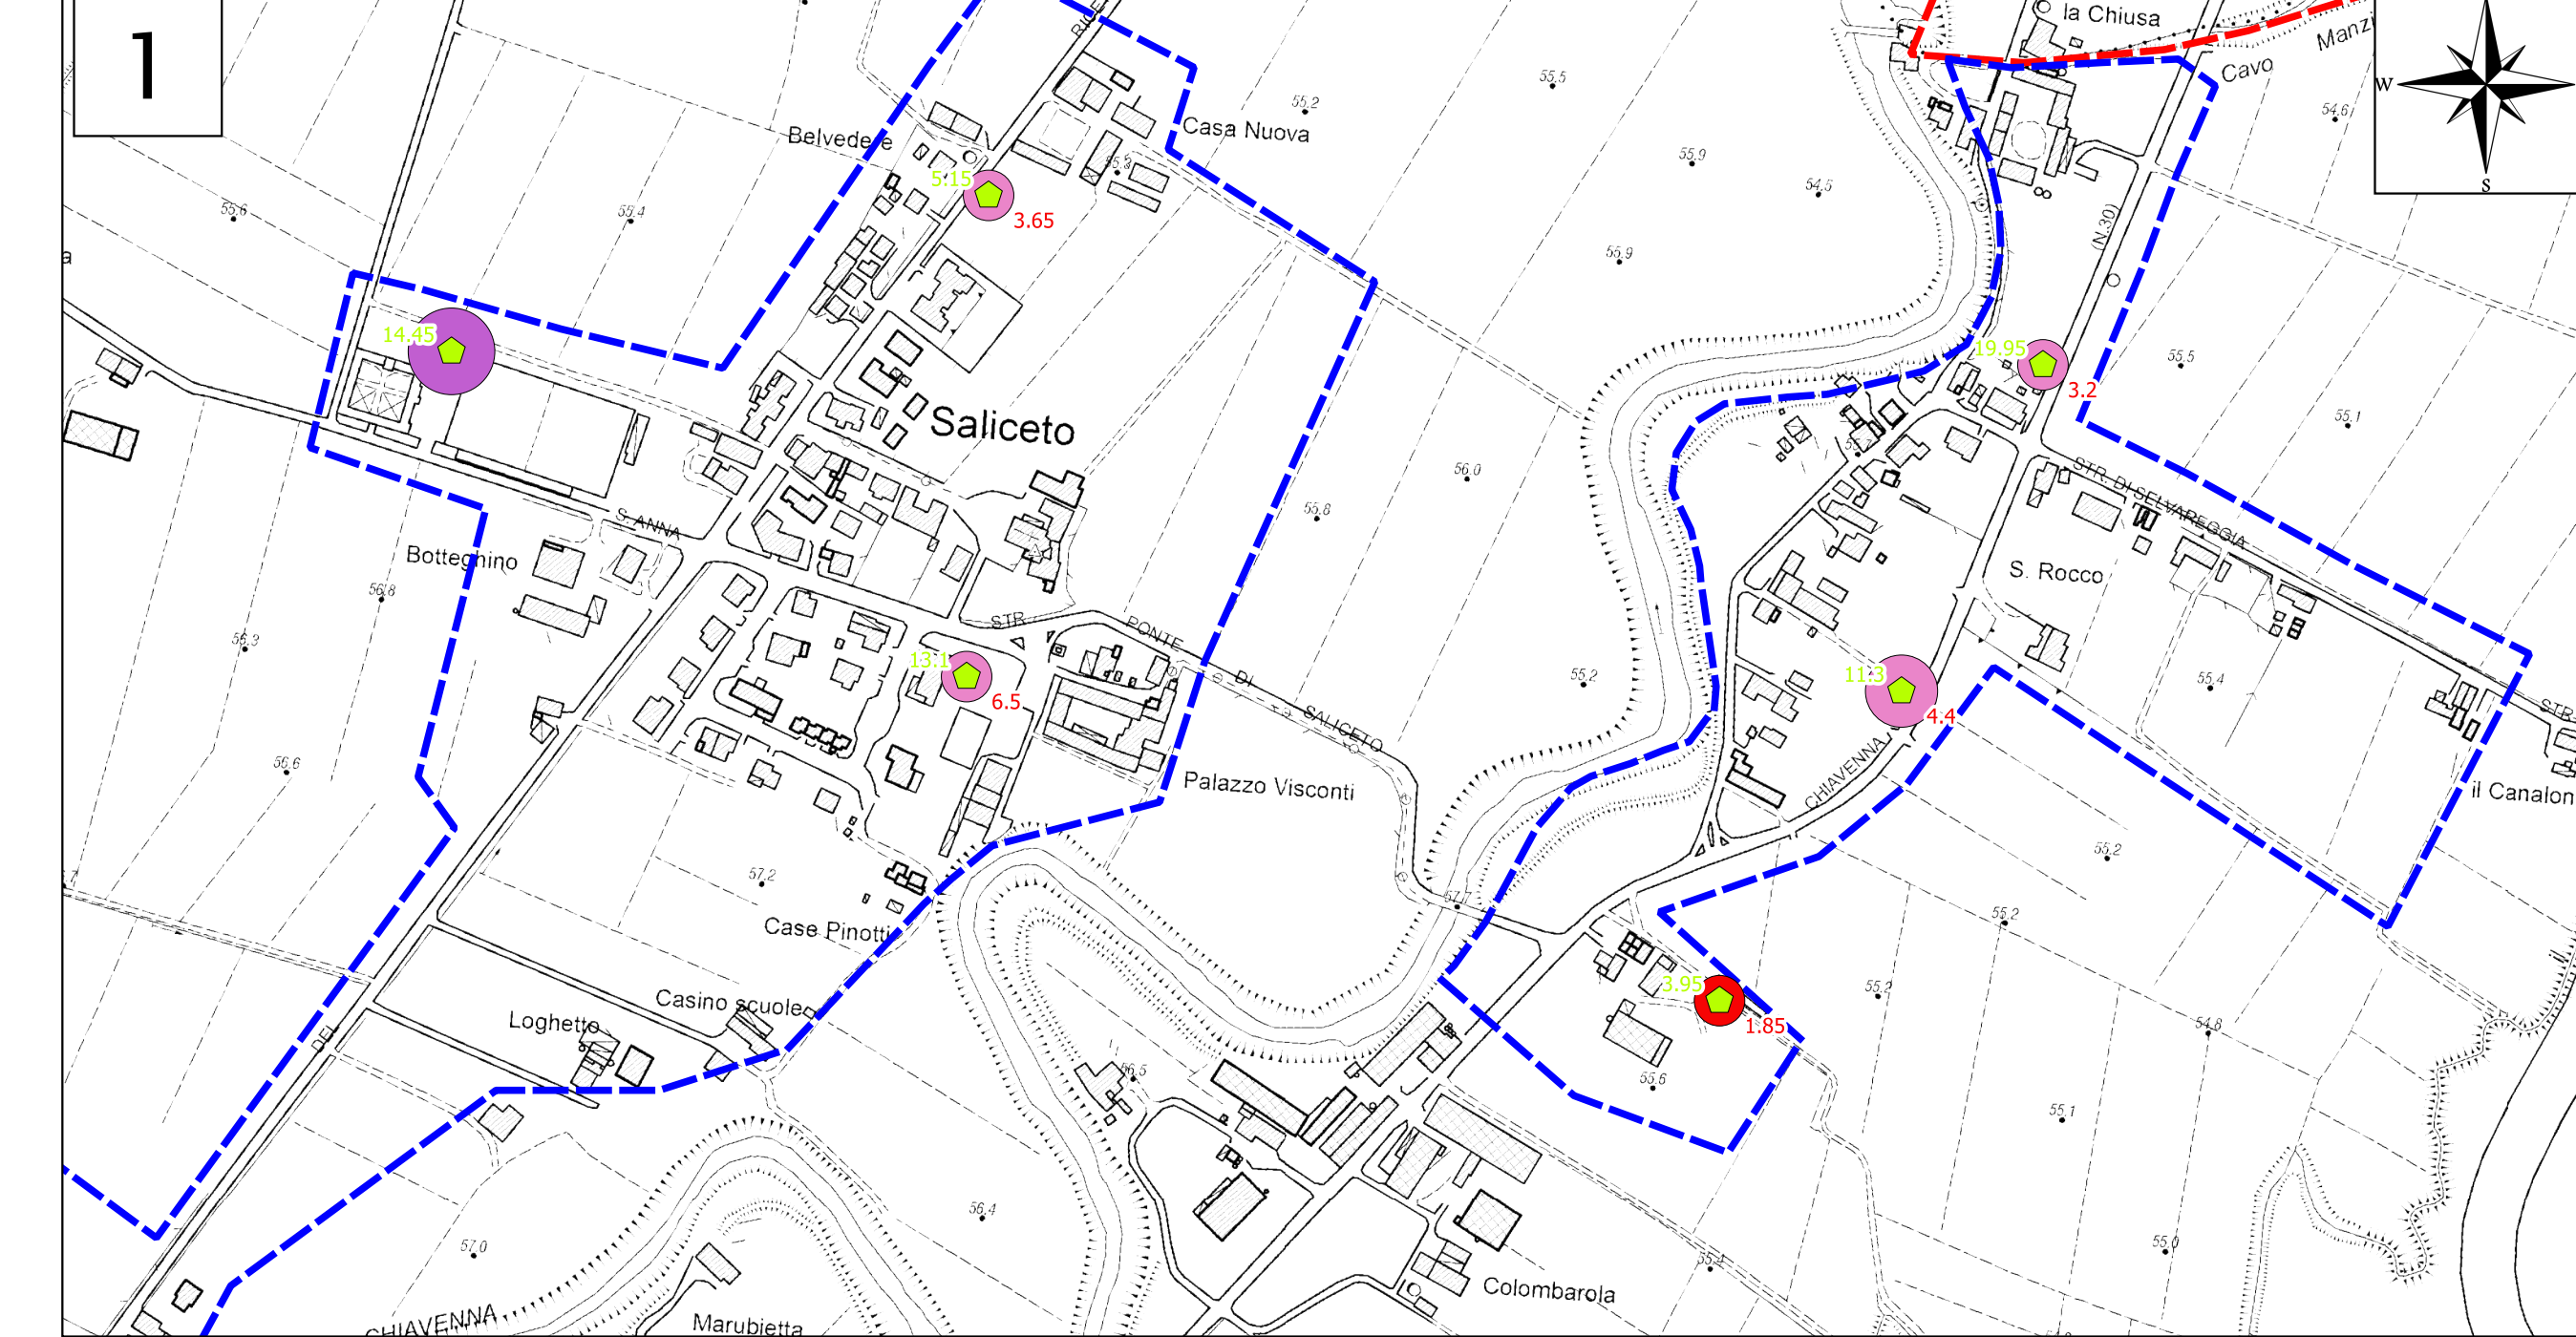 1
la Chiusa
Manzi
Cavo
W
S
55.5
55.2
54.6
Casa Nuova
Belvedere
55.9
54.5
5.15
3.65
55.6
55.4
(N.30)
55.9
a
14.45
19.95
3.2
55.5
55.1
Saliceto
56.0
55.8
STR. DI SELVAREGGIA
S. ANNA
Botteghino
S. Rocco
56.8
56.3
STR
PONTE
DI
SALICETO
13.1
6.5
55.2
11.3
4.4
55.4
STR
56.6
Palazzo Visconti
CHIAVENNA
il Canalon
57.2
55.2
57.7
55.2
Case Pinotti
3.95
1.85
55.2
Casino scuole
Loghetto
54.8
DEL
56.5
55.6
55.1
56.4
57.0
55.0
Colombarola
CHIAVENNA
Marubietta